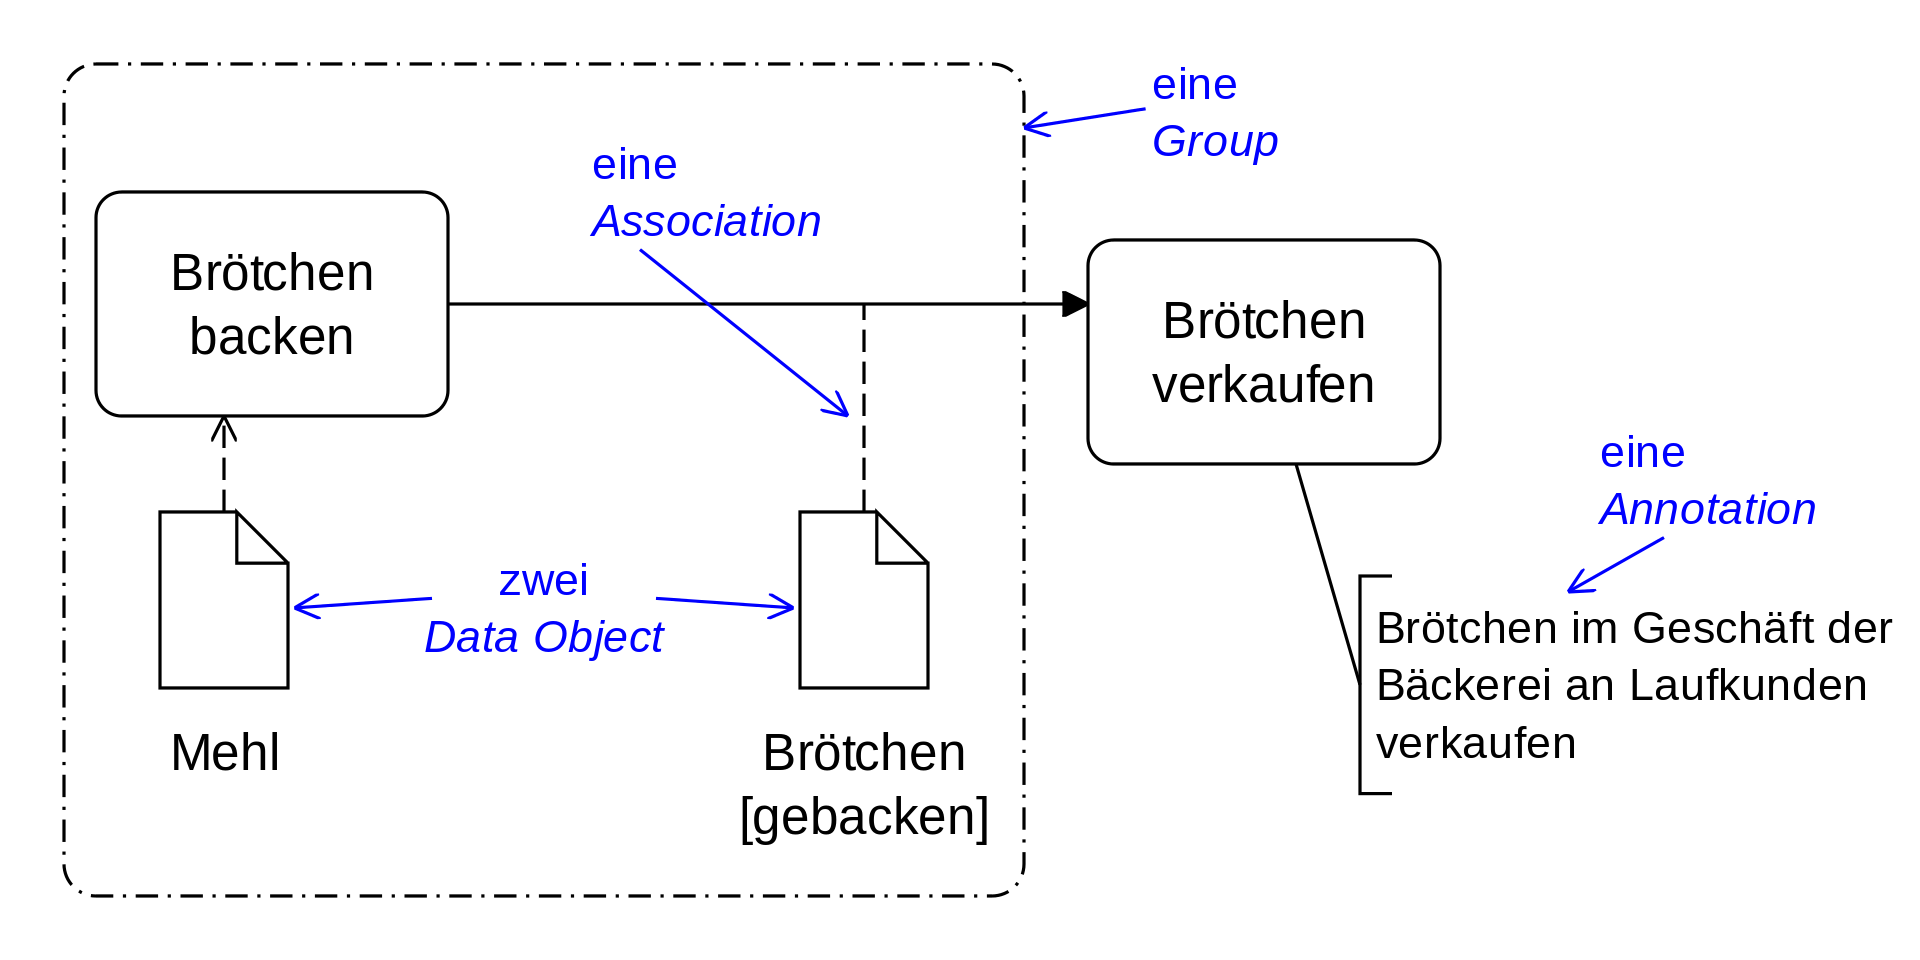 eine
Group
eine
Association
Brötchen
backen
Brötchen
verkaufen
eine
Annotation
zwei
Data Object
Brötchen im Geschäft der
Bäckerei an Laufkunden
verkaufen
Mehl
Brötchen
[gebacken]